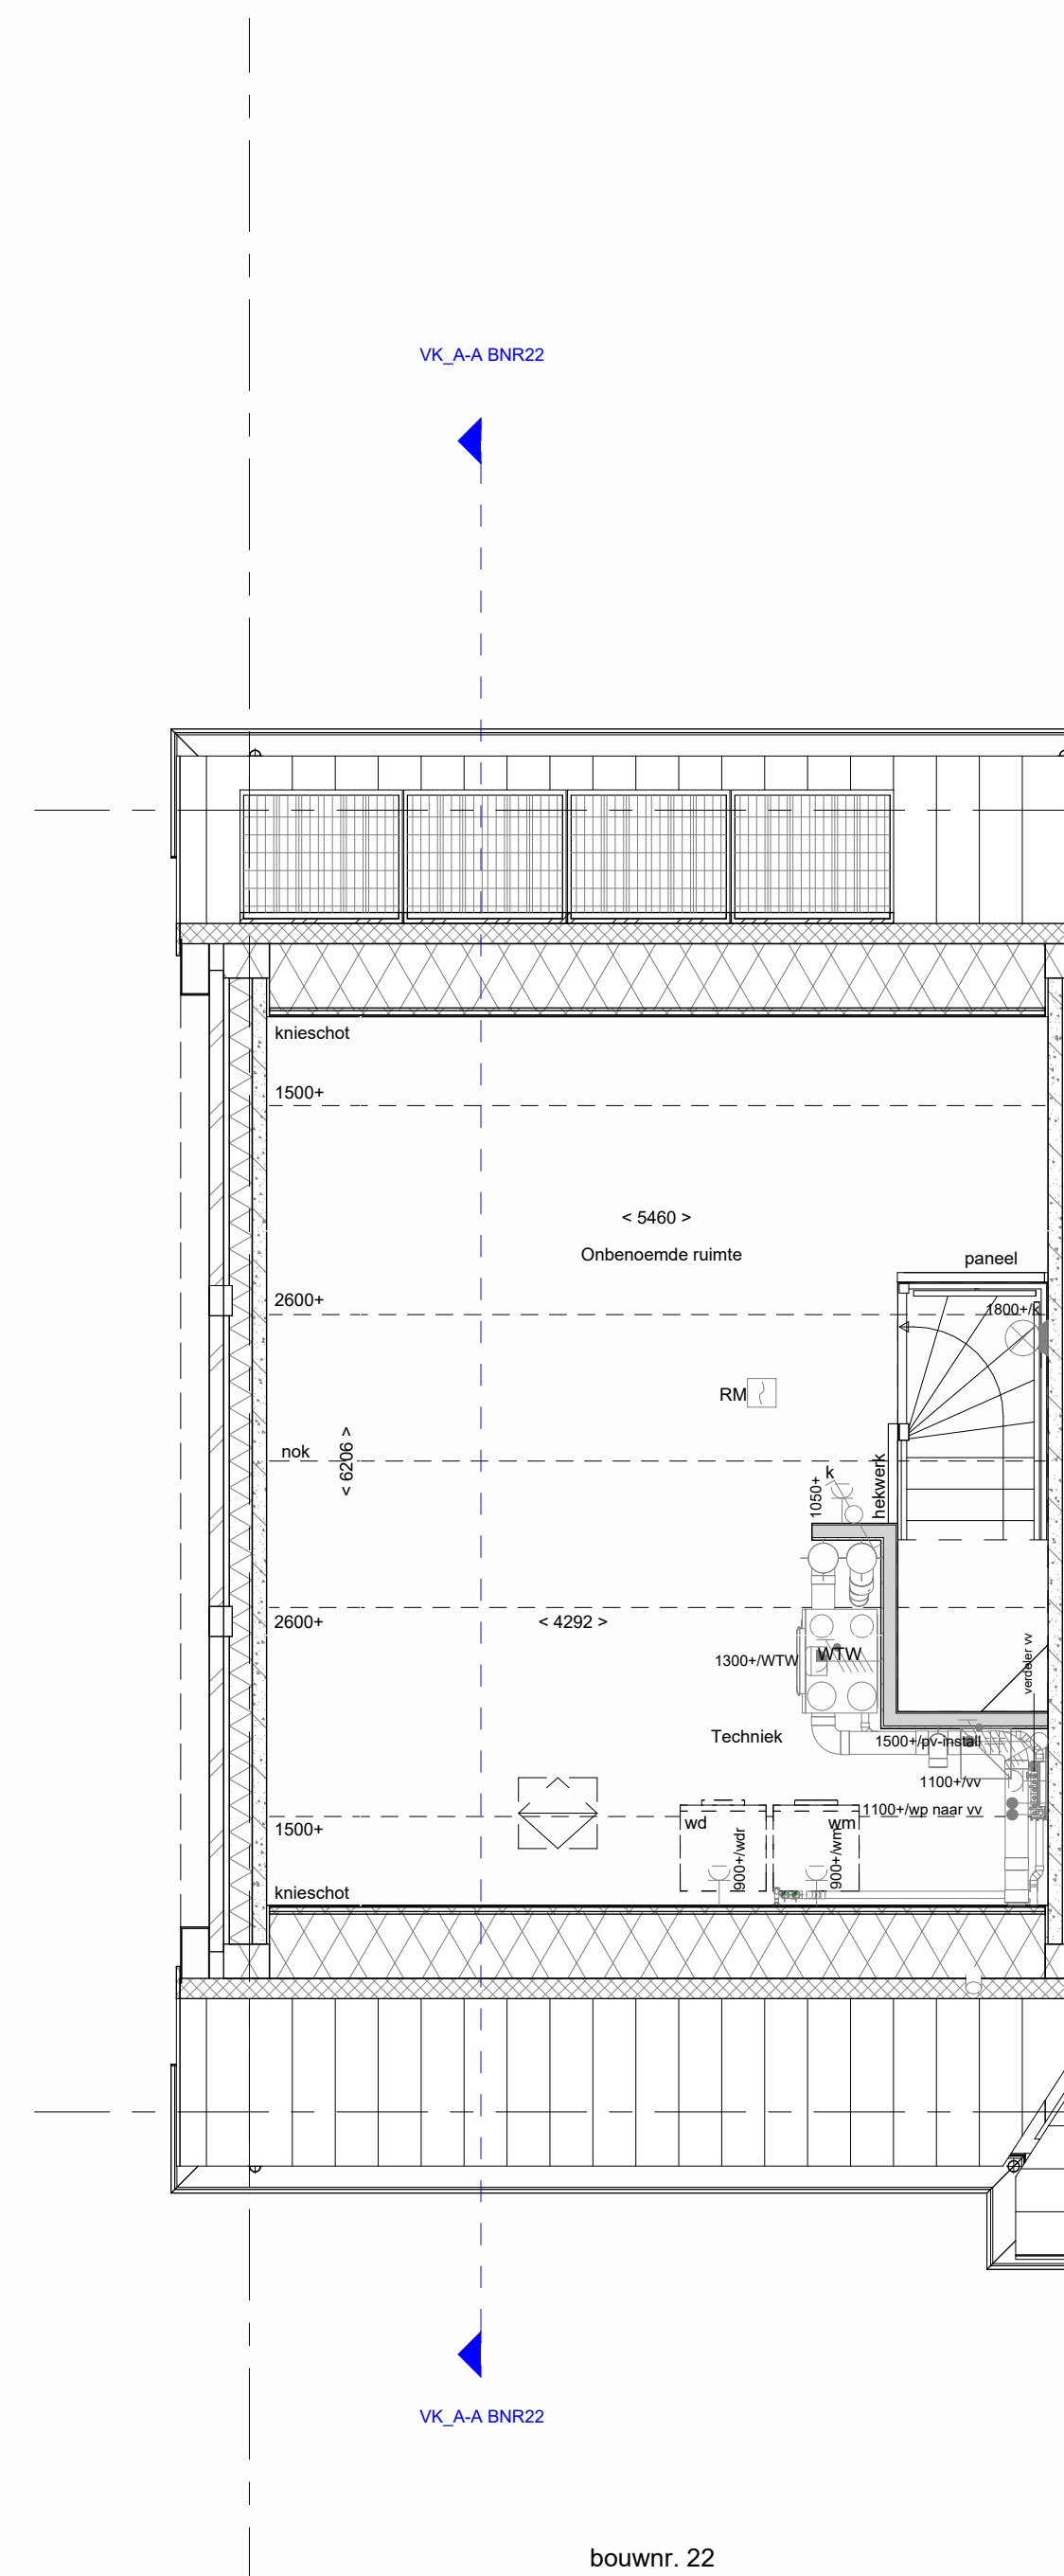 VK_A-A BNR22
knieschot
1500+
< 5460 >
Onbenoemde ruimte
paneel
2600+
1800+/k
RM
nok
< 6206 >
hekwerk
k
1050+
2600+
< 4292 >
WTW
1300+/WTW
verdeler vv
Techniek
1500+/pv-install
1100+/vv
1100+/wp naar vv
1500+
wd
900+/wdr
wm
900+/wm
knieschot
VK_A-A BNR22
bouwnr. 22